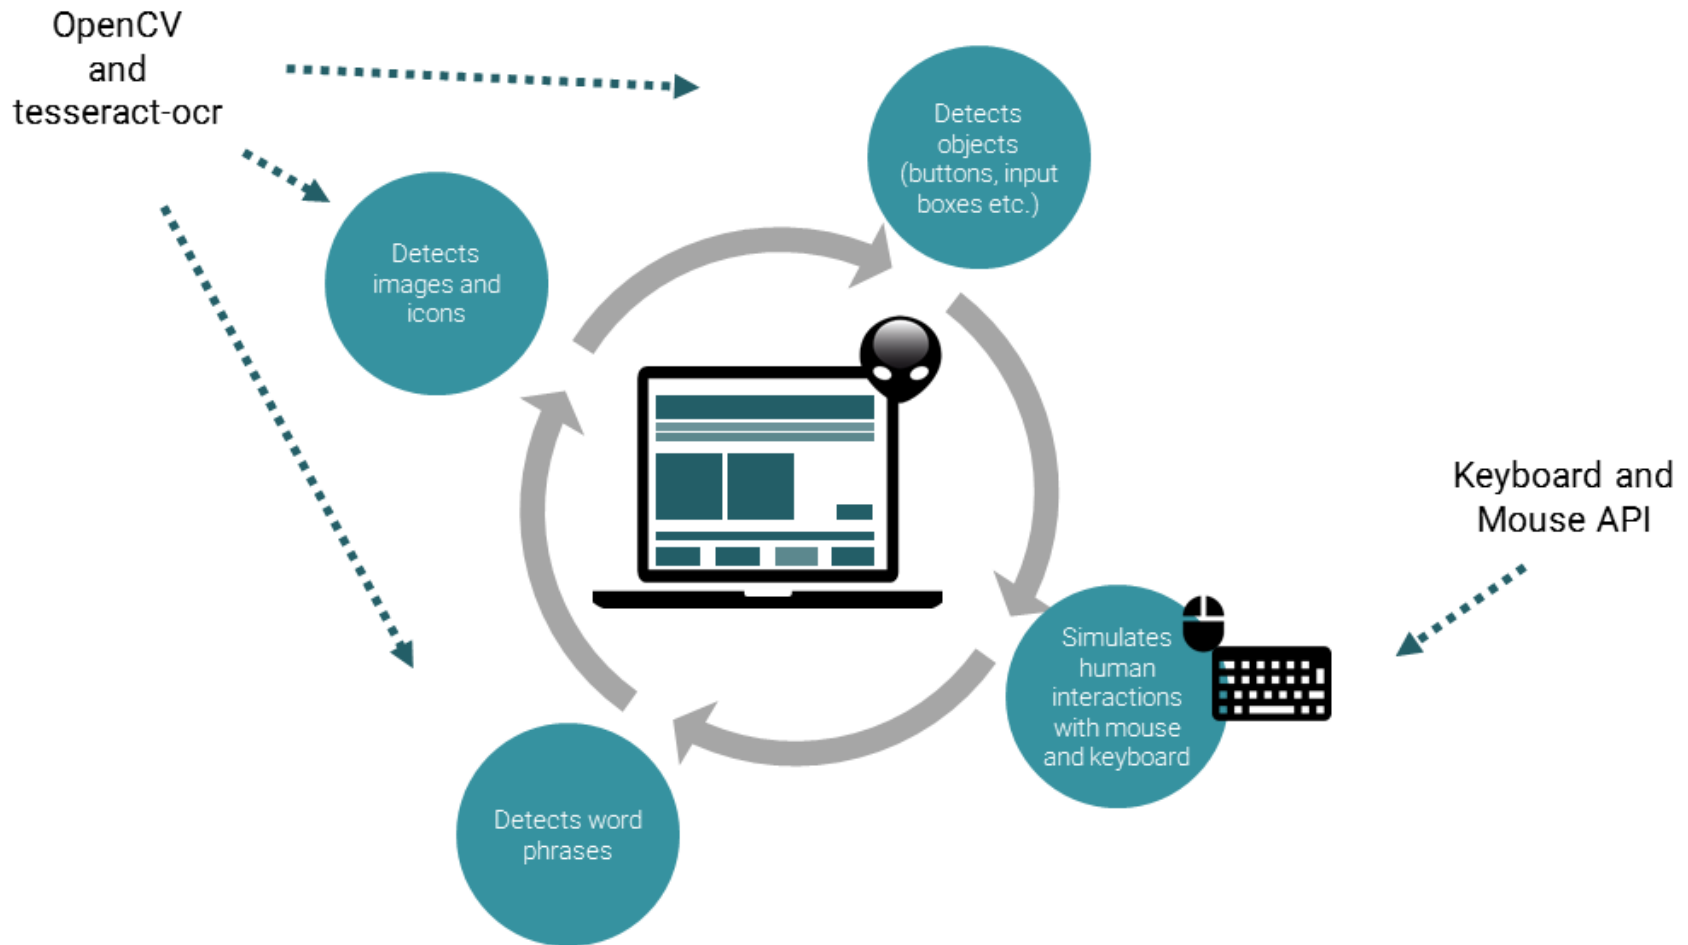 OpenCV
and
tesseract-ocr
Detects
objects
(buttons, input
boxes etc.)
Detects
images and
icons
Keyboard and
Mouse API
Simulates
human
interactions
with mouse
and keyboard
Detects word
phrases